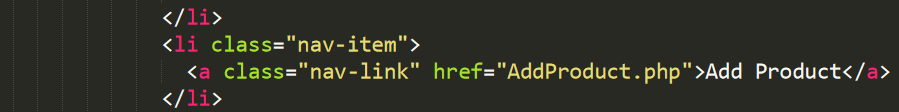 </li>
<li class="nav-item">
<a class="nav-link" href="AddProduct.php">Add Product</a>
</li>